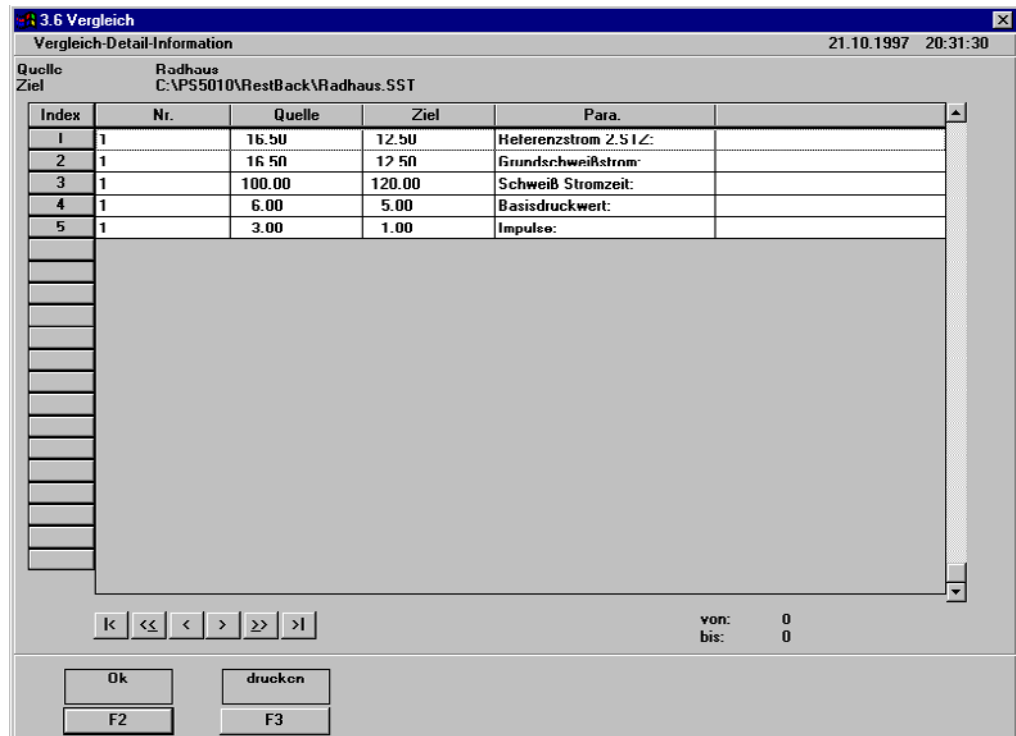 3.6 Vergleich
Vergleich-Detail-Information 21.10.1997 20:31:30
Quelle Radhaus
Ziel C:\PS5010\RestBack\Radhaus.SST
Index Nr. Quelle Ziel Para.
1 1 16.50 12.50 Referenzstrom 2.STZ:
2 1 16.50 12.50 Grundschweißstrom:
3 1 100.00 120.00 Schweiß Stromzeit:
4 1 6.00 5.00 Basisdruckwert:
5 1 3.00 1.00 Impulse:
|< << < > >> >| von: 0
bis: 0
Ok drucken
F2 F3